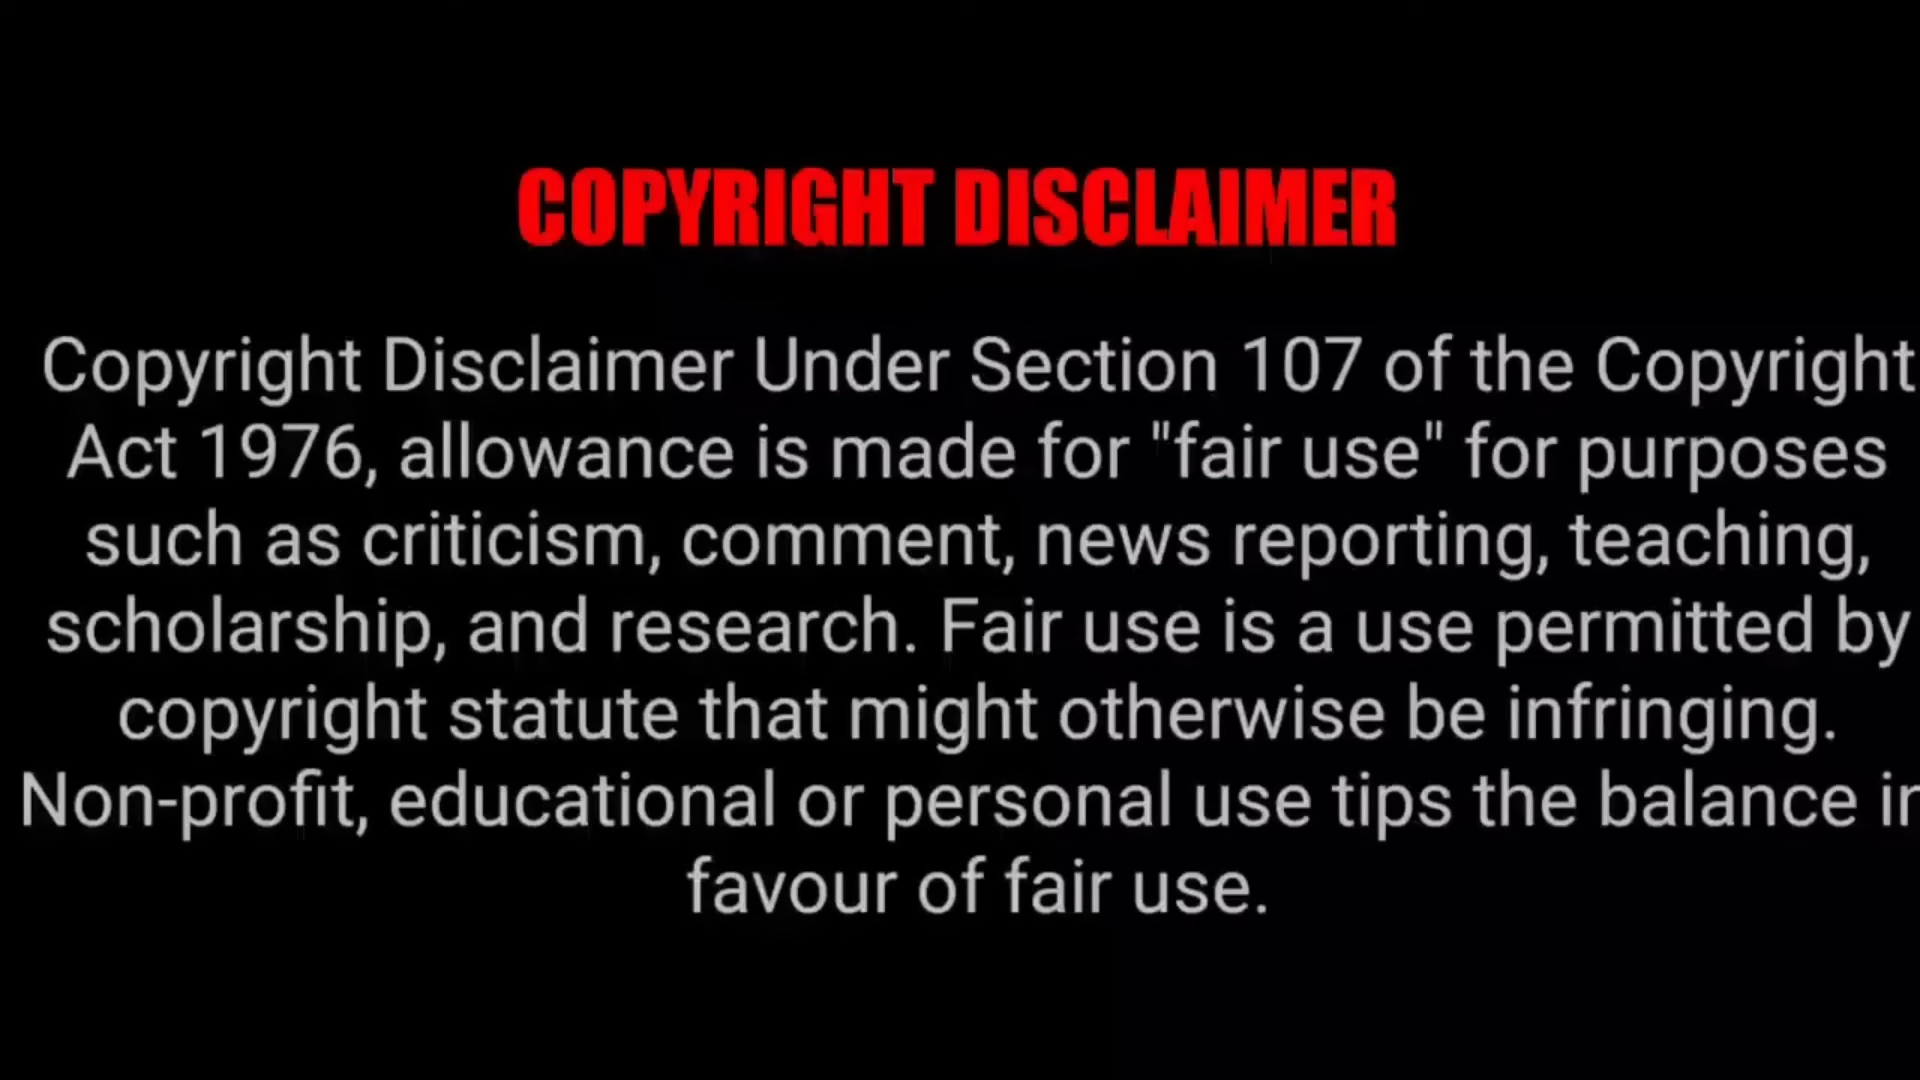 COPYRIGHT DISCLAIMER
Copyright Disclaimer Under Section 107 of the Copyright
Act 1976, allowance is made for "fair use" for purposes
such as criticism, comment, news reporting, teaching,
scholarship, and research. Fair use is a use permitted by
copyright statute that might otherwise be infringing.
Non-profit, educational or personal use tips the balance in
favour of fair use.